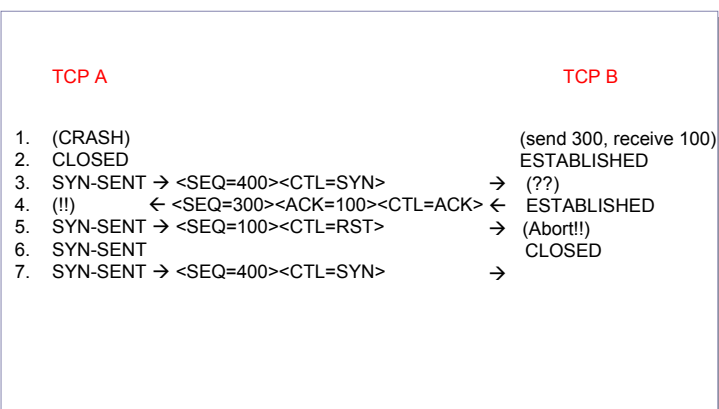 TCP A TCP B
1. (CRASH) (send 300, receive 100)
2. CLOSED ESTABLISHED
3. SYN-SENT → <SEQ=400><CTL=SYN> → (??)
4. (!!) ← <SEQ=300><ACK=100><CTL=ACK> ← ESTABLISHED
5. SYN-SENT → <SEQ=100><CTL=RST> → (Abort!!)
6. SYN-SENT CLOSED
7. SYN-SENT → <SEQ=400><CTL=SYN> →